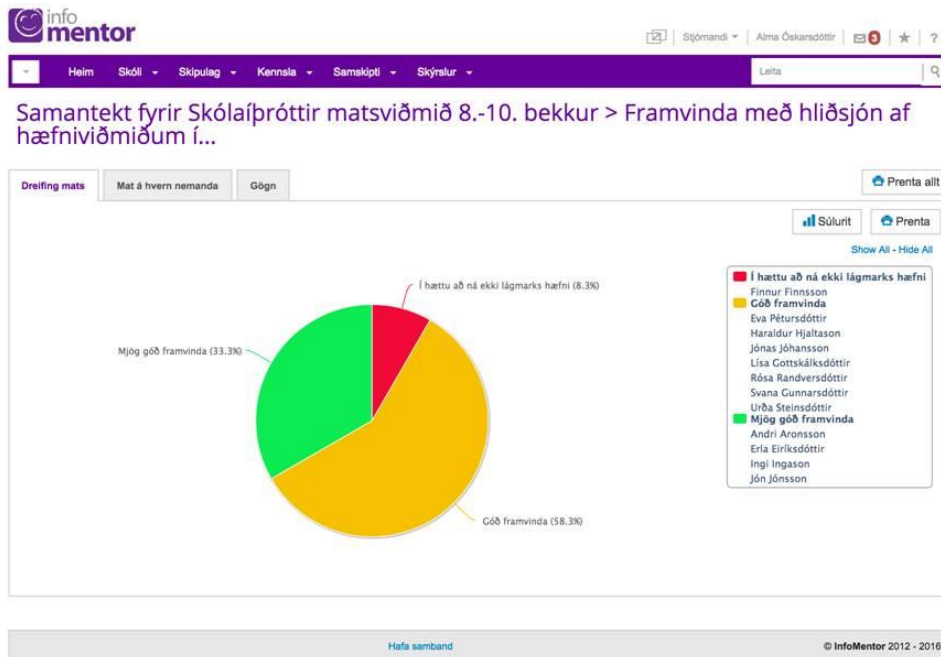 info
mentor
Stjórnandi
Alma Óskarsdóttir
3
?
Heim
Skóli
Skipulag
Kennsla
Samskipti
Skýrslur
Leita
Samantekt fyrir Skólaíþróttir matsviðmið 8.-10. bekkur > Framvinda með hliðsjón af
hæfniviðmiðum í...
Dreifing mats
Mat á hvern nemanda
Gögn
Prenta allt
Súlurit
Prenta
Show All - Hide All
Í hættu að ná ekki lágmarks hæfni (8.3%)
Mjög góð framvinda (33.3%)
Góð framvinda (58.3%)
Í hættu að ná ekki lágmarks hæfni
Finnur Finnsson
Góð framvinda
Eva Pétursdóttir
Haraldur Hjaltason
Jónas Jóhansson
Lísa Gottskálksdóttir
Rósa Randversdóttir
Svana Gunnarsdóttir
Urða Steinsdóttir
Mjög góð framvinda
Andri Aronsson
Erla Eiríksdóttir
Ingi Ingason
Jón Jónsson
Hafa samband
© InfoMentor 2012 - 2016